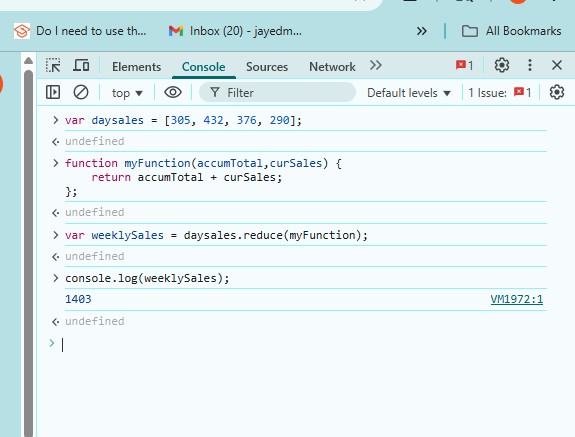 Do I need to use th... Inbox (20) - jayedm... » All Bookmarks
Elements Console Sources Network » 1
top ▼ Filter Default levels ▼ 1 Issue: 1
> var daysales = [305, 432, 376, 290];
undefined
> function myFunction(accumTotal,curSales) {
return accumTotal + curSales;
};
undefined
> var weeklySales = daysales.reduce(myFunction);
undefined
> console.log(weeklySales);
1403 VM1972:1
undefined
>